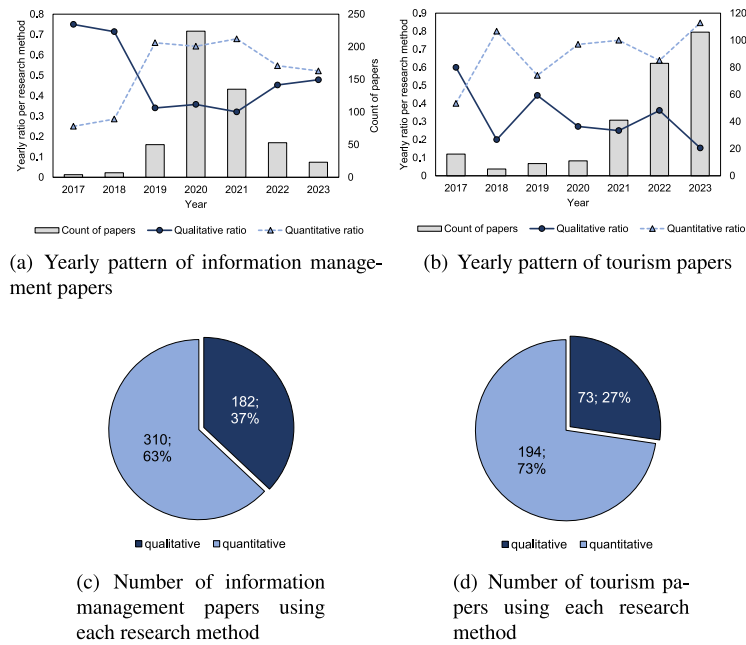 0.8
0.7
0.6
0.5
0.4
0.3
0.2
0.1
0
Yearly ratio per research method
250
200
150
100
50
0
Count of papers
2017 2018 2019 2020 2021 2022 2023
Year
Count of papers Qualitative ratio Quantitative ratio
(a) Yearly pattern of information manage-
ment papers
0.9
0.8
0.7
0.6
0.5
0.4
0.3
0.2
0.1
0
Yearly ratio per research method
120
100
80
60
40
20
0
Count of papers
2017 2018 2019 2020 2021 2022 2023
Year
Count of papers Qualitative ratio Quantitative ratio
(b) Yearly pattern of tourism papers
182;
37%
310;
63%
qualitative quantitative
(c) Number of information
management papers using
each research method
73; 27%
194;
73%
qualitative quantitative
(d) Number of tourism pa-
pers using each research
method